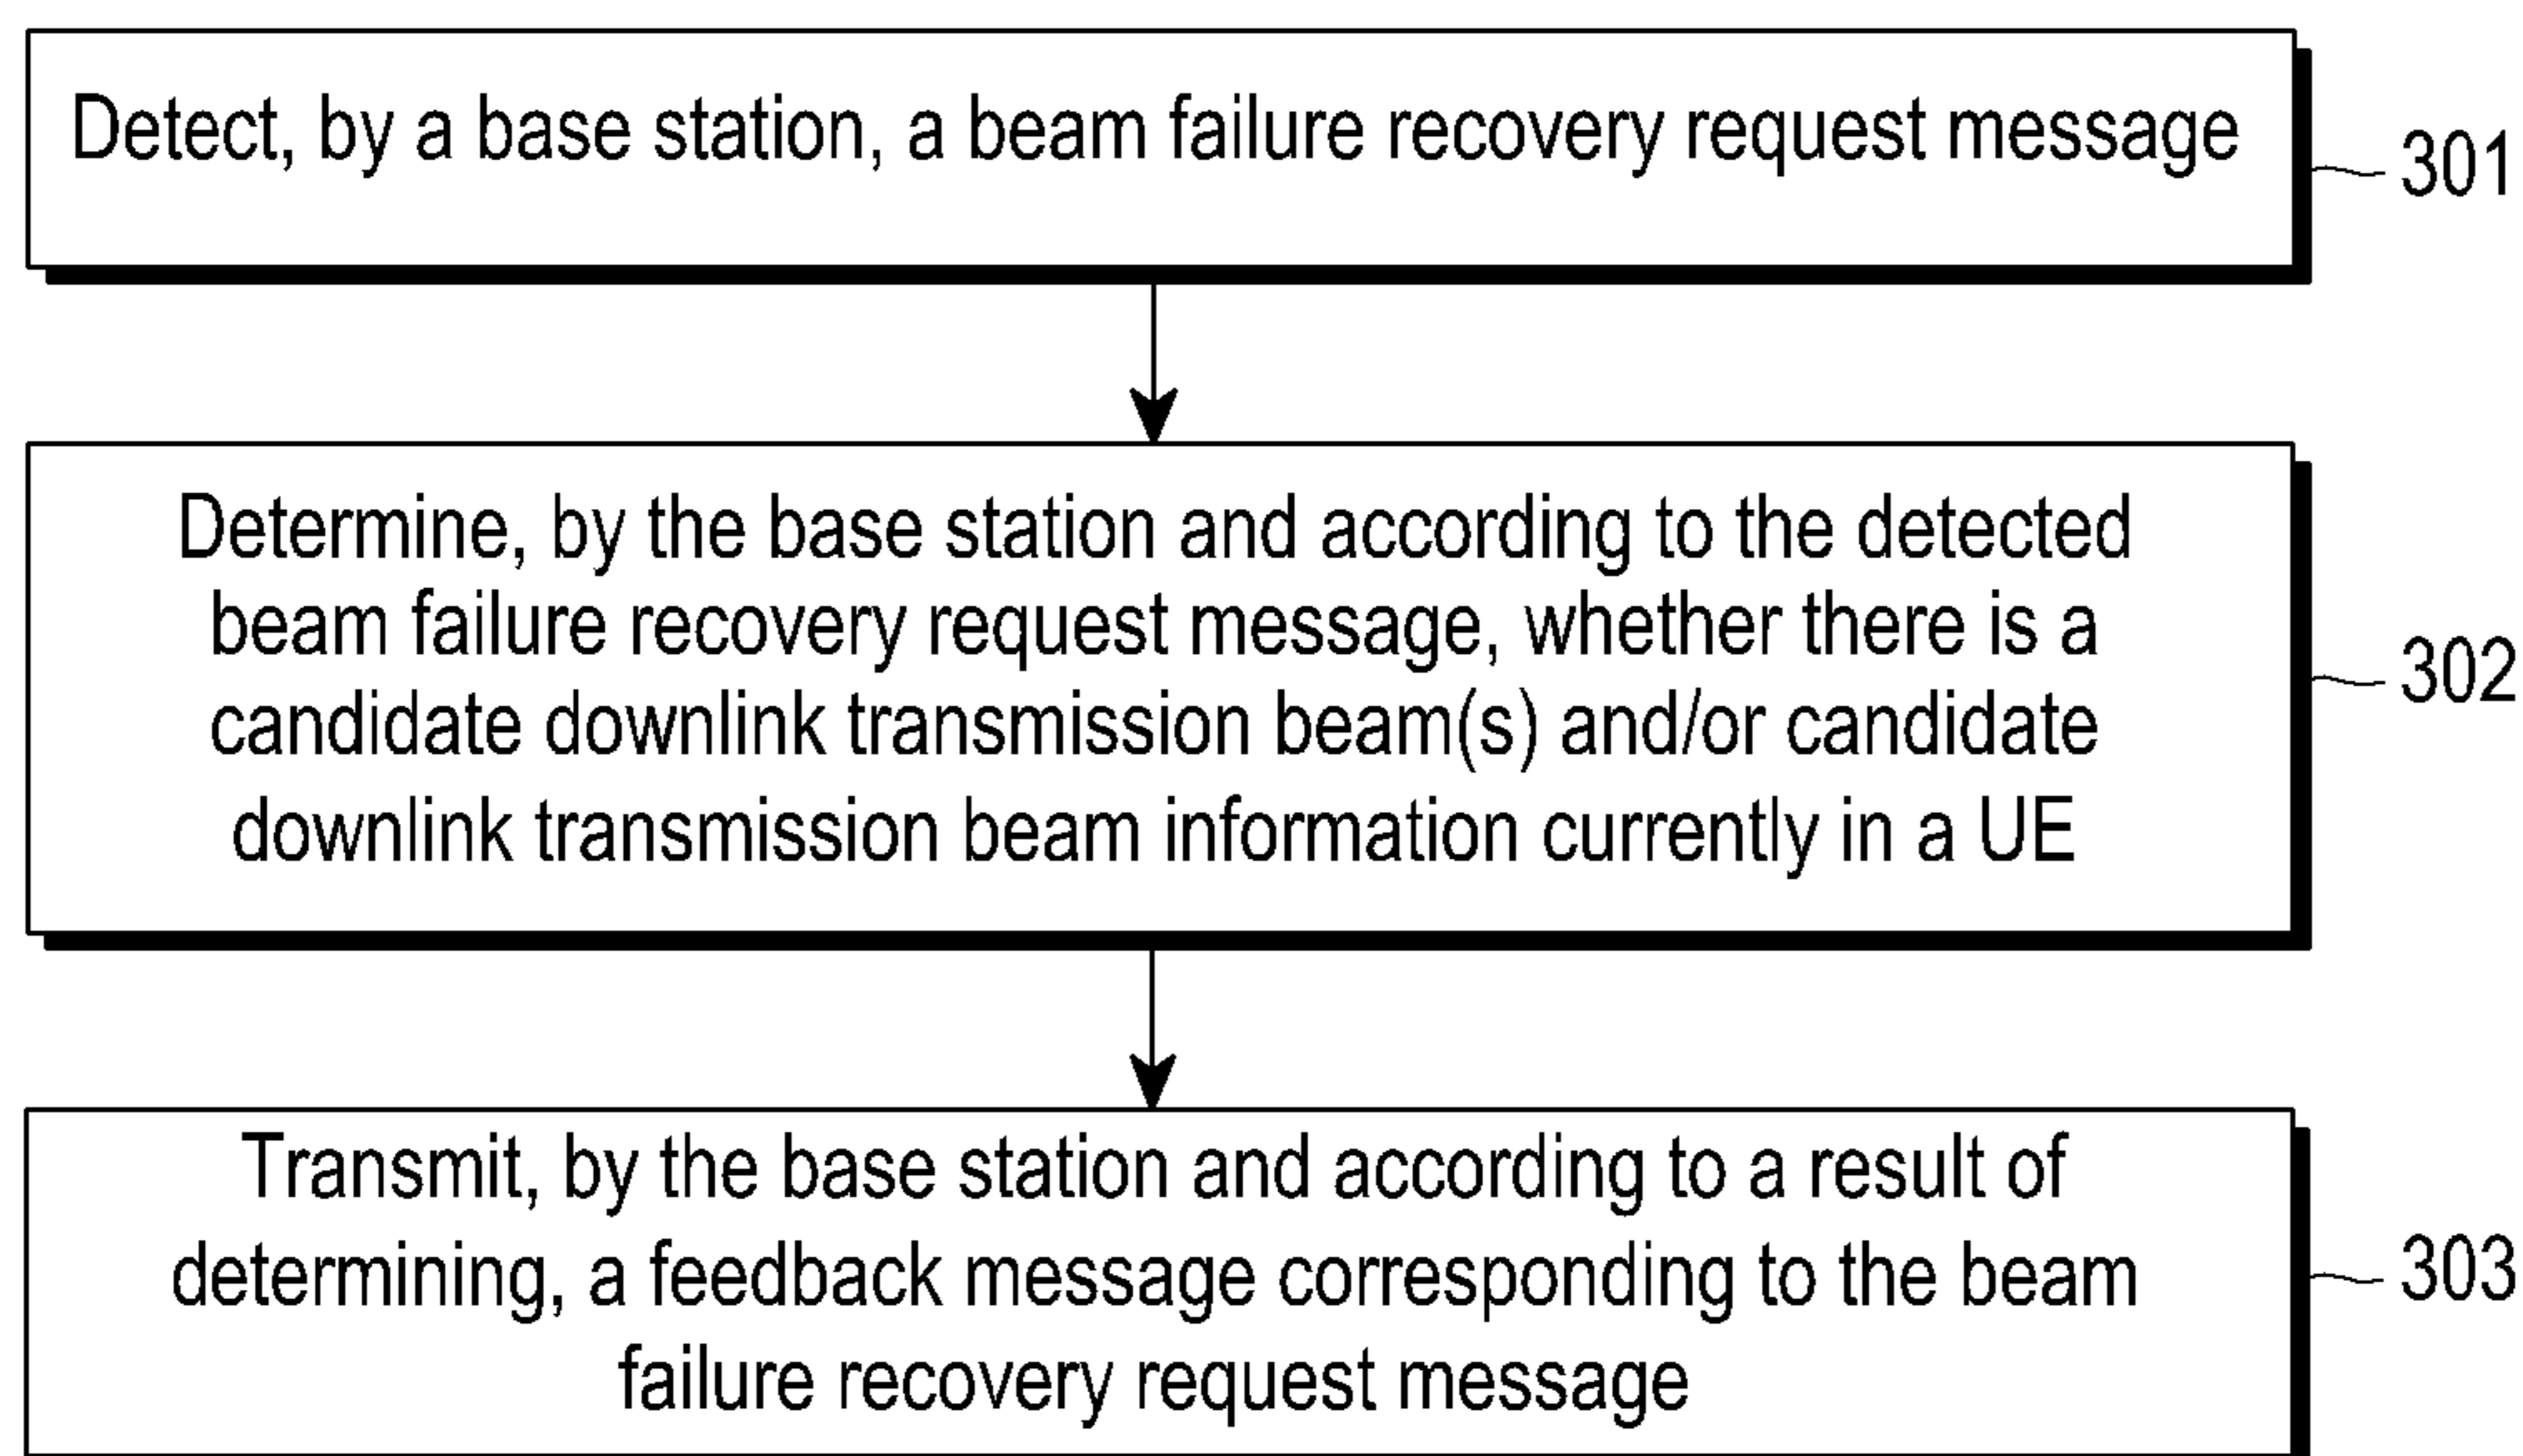 Detect, by a base station, a beam failure recovery request message
301
Determine, by the base station and according to the detected
beam failure recovery request message, whether there is a
candidate downlink transmission beam(s) and/or candidate
downlink transmission beam information currently in a UE
302
Transmit, by the base station and according to a result of
determining, a feedback message corresponding to the beam
failure recovery request message
303